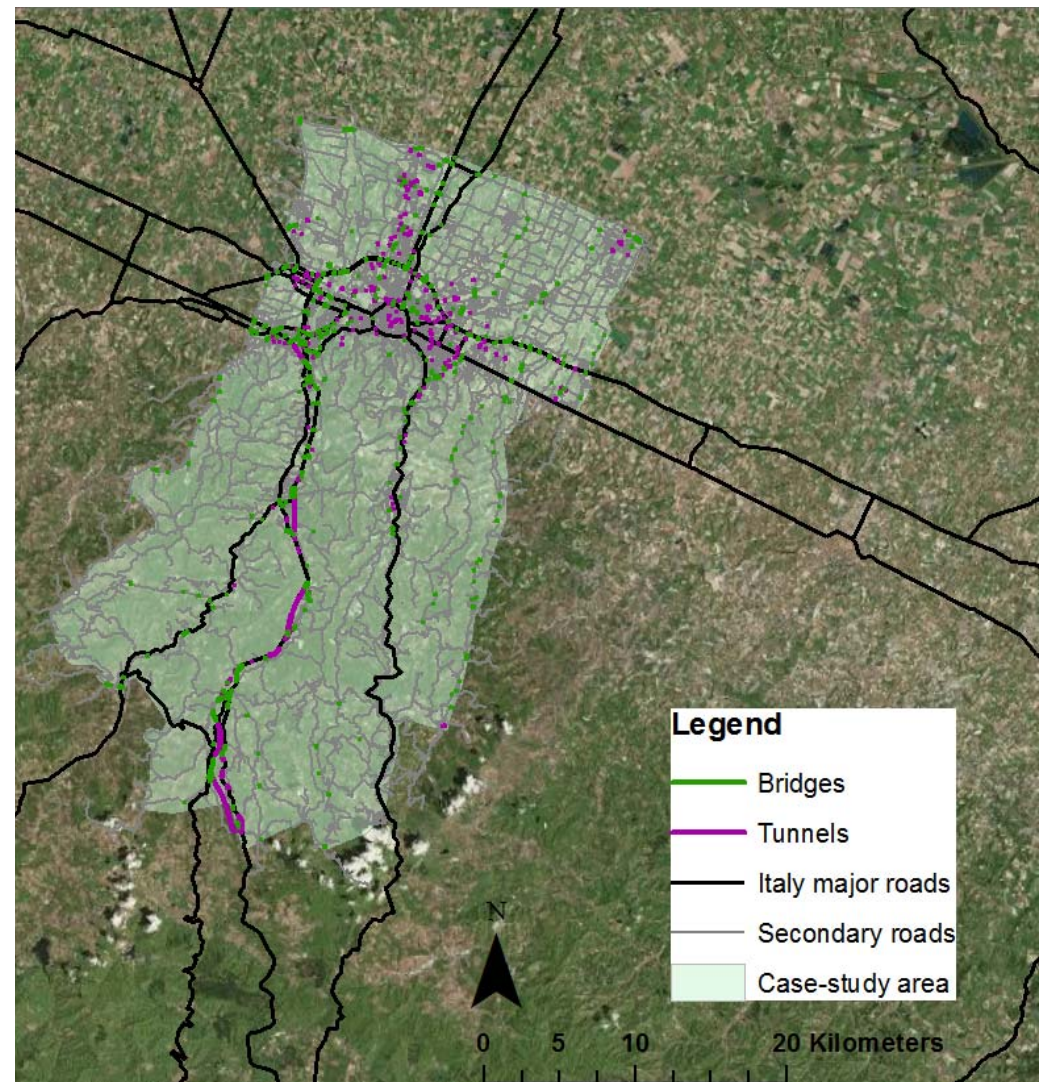 Legend
Bridges
Tunnels
Italy major roads
Secondary roads
Case-study area
N
0 5 10 20 Kilometers